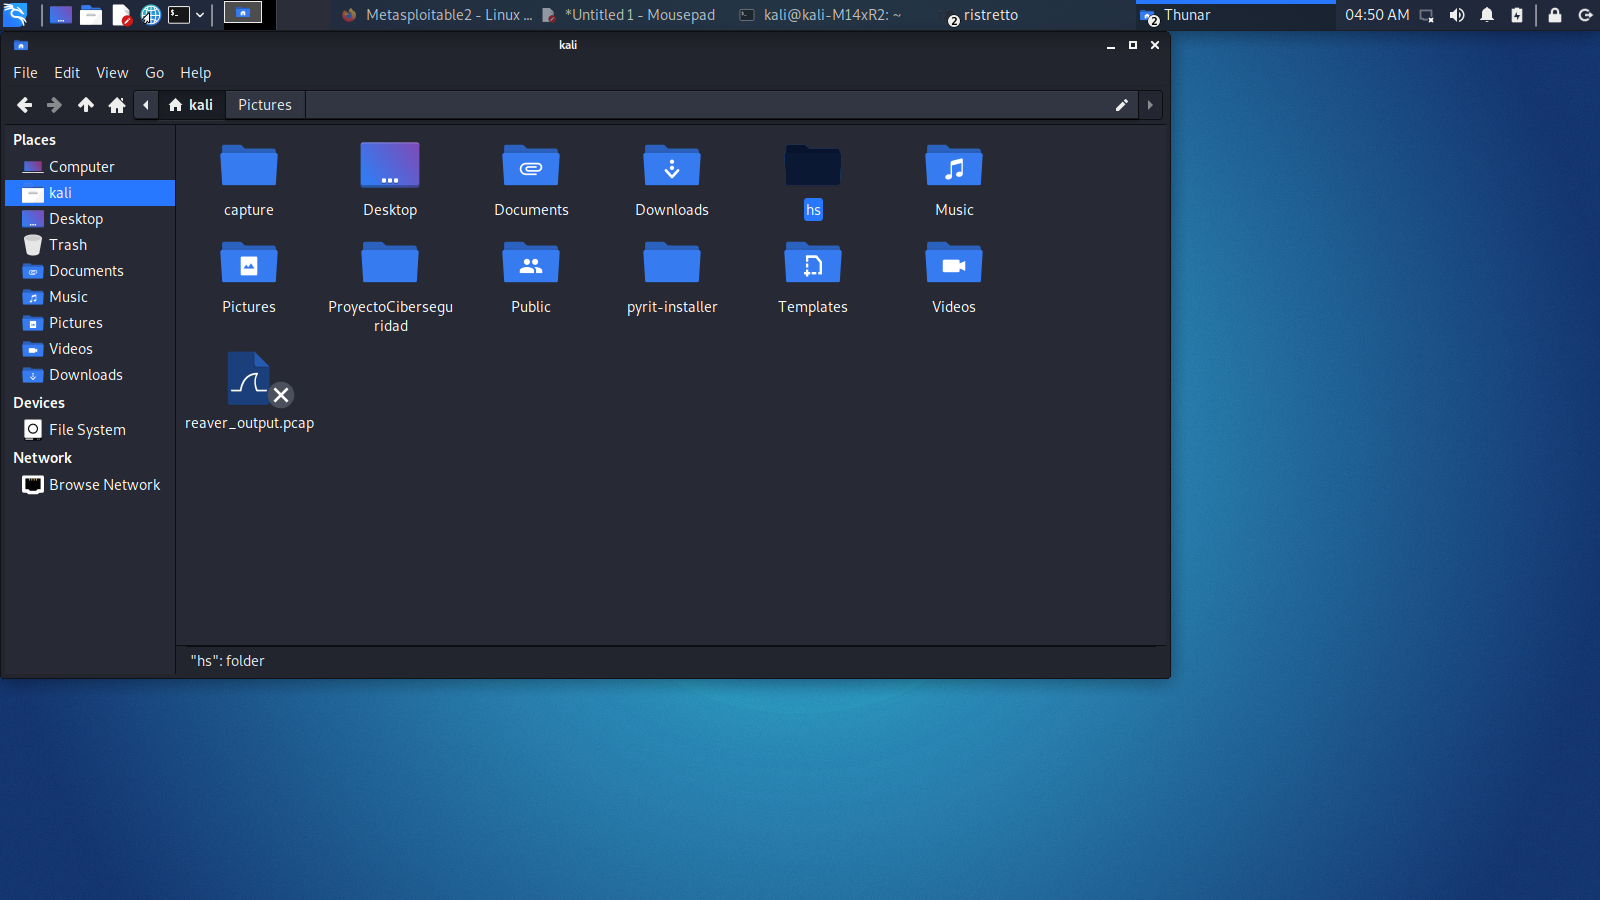 Metasploitable2 - Linux ...
*Untitled 1 - Mousepad
kali@kali-M14xR2: ~
2 ristretto
2 Thunar
04:50 AM
kali
File Edit View Go Help
kali Pictures
Places
Computer
kali
Desktop
Trash
Documents
Music
Pictures
Videos
Downloads
Devices
File System
Network
Browse Network
capture Desktop Documents Downloads hs Music
Pictures ProyectoCibersegu
ridad Public pyrit-installer Templates Videos
reaver_output.pcap
"hs": folder